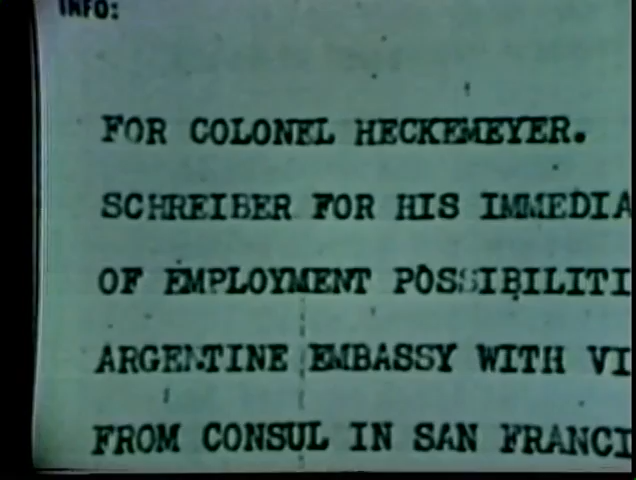 INFO:
FOR COLONEL HECKEMEYER.
SCHREIBER FOR HIS IMMEDIA
OF EMPLOYMENT POSSIBILITI
ARGENTINE EMBASSY WITH VI
FROM CONSUL IN SAN FRANCI